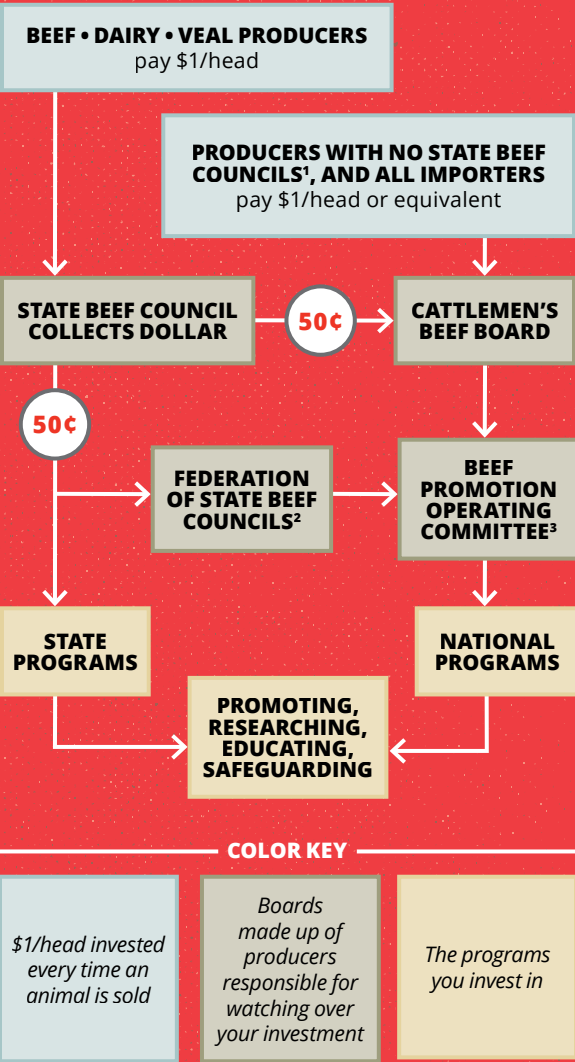 BEEF • DAIRY • VEAL PRODUCERS
pay $1/head
PRODUCERS WITH NO STATE BEEF
COUNCILS¹, AND ALL IMPORTERS
pay $1/head or equivalent
STATE BEEF COUNCIL
COLLECTS DOLLAR
50¢
CATTLEMEN'S
BEEF BOARD
50¢
FEDERATION
OF STATE BEEF
COUNCILS²
BEEF
PROMOTION
OPERATING
COMMITTEE³
STATE
PROGRAMS
NATIONAL
PROGRAMS
PROMOTING,
RESEARCHING,
EDUCATING,
SAFEGUARDING
COLOR KEY
$1/head invested
every time an
animal is sold
Boards
made up of
producers
responsible for
watching over
your investment
The programs
you invest in